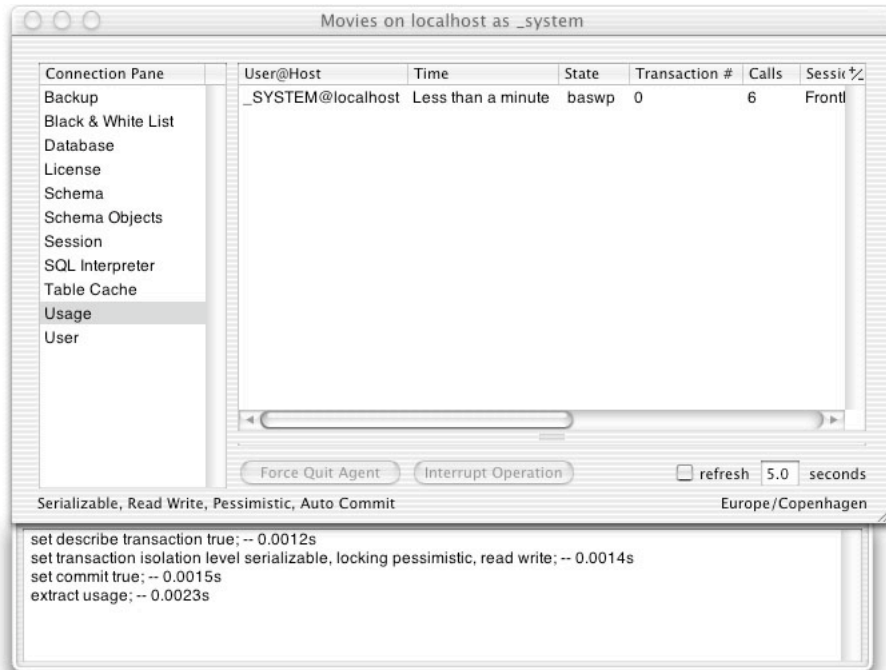 Movies on localhost as _system
Connection Pane
Backup
Black & White List
Database
License
Schema
Schema Objects
Session
SQL Interpreter
Table Cache
Usage
User
User@Host Time State Transaction # Calls Sessic +/-
_SYSTEM@localhost Less than a minute baswp 0 6 Front
Force Quit Agent Interrupt Operation refresh 5.0 seconds
Serializable, Read Write, Pessimistic, Auto Commit Europe/Copenhagen
set describe transaction true; -- 0.0012s
set transaction isolation level serializable, locking pessimistic, read write; -- 0.0014s
set commit true; -- 0.0015s
extract usage; -- 0.0023s